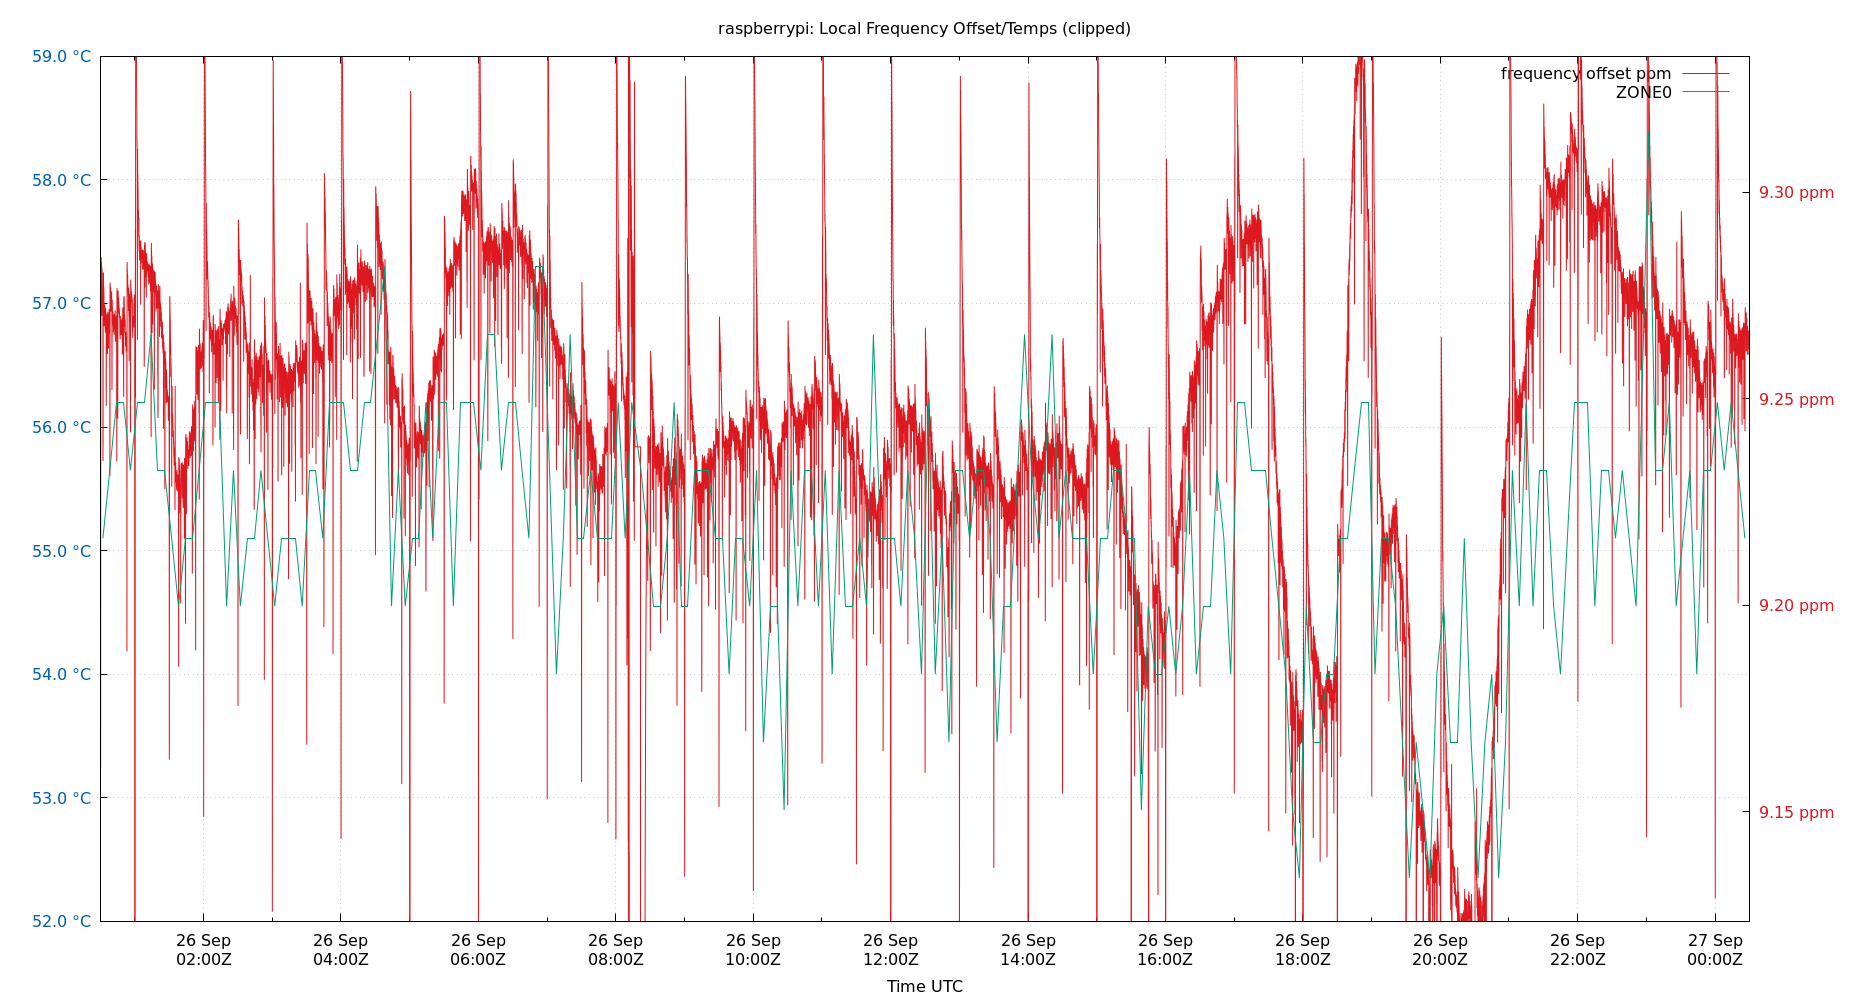 raspberrypi: Local Frequency Offset/Temps (clipped)
59.0 °C
58.0 °C
57.0 °C
56.0 °C
55.0 °C
54.0 °C
53.0 °C
52.0 °C
frequency offset ppm
ZONE0
9.30 ppm
9.25 ppm
9.20 ppm
9.15 ppm
26 Sep 26 Sep 26 Sep 26 Sep 26 Sep 26 Sep 26 Sep 26 Sep 26 Sep 26 Sep 26 Sep 27 Sep
02:00Z 04:00Z 06:00Z 08:00Z 10:00Z 12:00Z 14:00Z 16:00Z 18:00Z 20:00Z 22:00Z 00:00Z
Time UTC